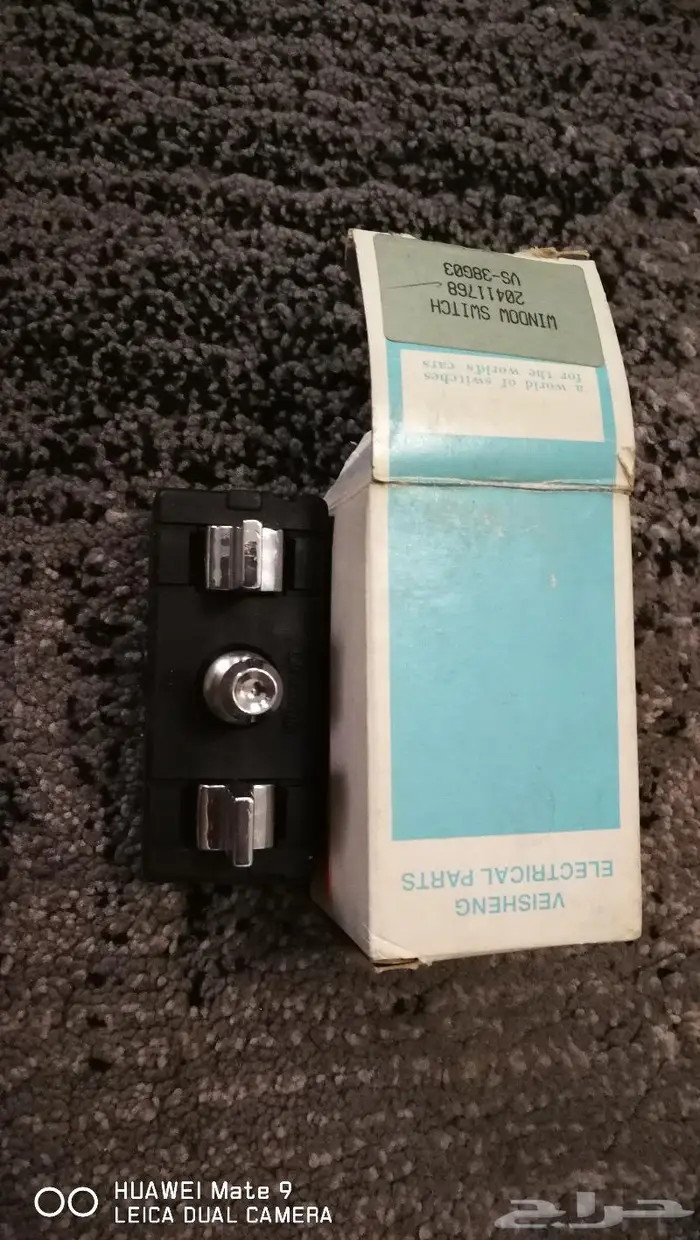 WINDOW SWITCH
20411768
VS-38G03
a world of switches
for the world's cars
VEISHENG
ELECTRICAL PARTS
HUAWEI Mate 9
LEICA DUAL CAMERA
حراج